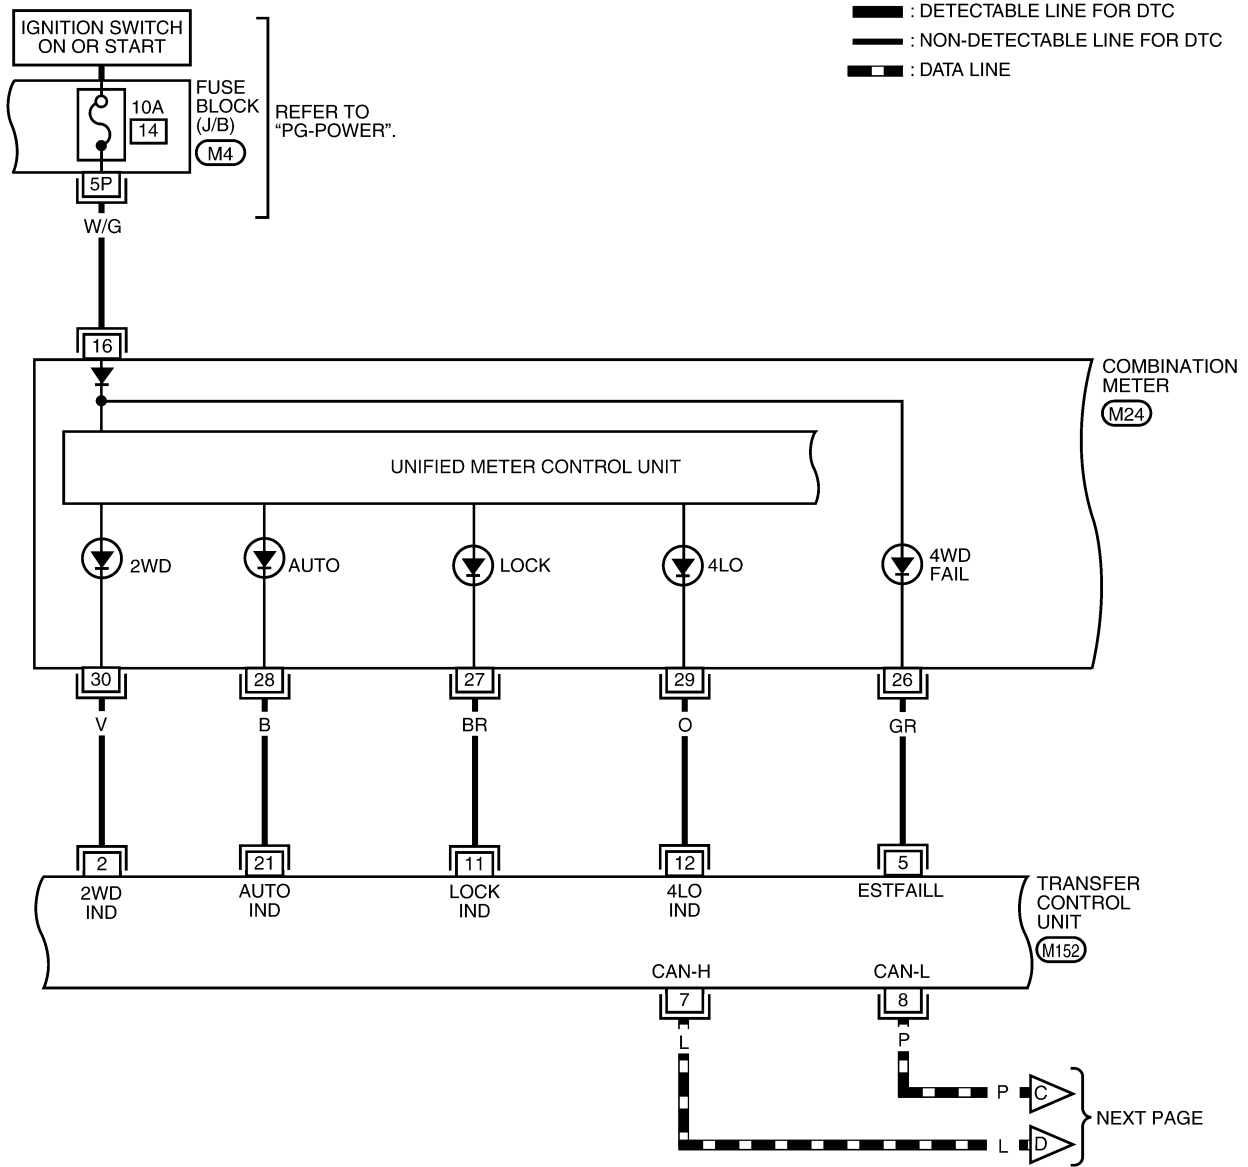 IGNITION SWITCH
ON OR START
: DETECTABLE LINE FOR DTC
: NON-DETECTABLE LINE FOR DTC
: DATA LINE
10A
14
FUSE
BLOCK
(J/B)
M4
REFER TO
"PG-POWER".
5P
W/G
16
COMBINATION
METER
M24
UNIFIED METER CONTROL UNIT
2WD
AUTO
LOCK
4LO
4WD
FAIL
30
28
27
29
26
V
B
BR
O
GR
2
21
11
12
5
2WD
IND
AUTO
IND
LOCK
IND
4LO
IND
ESTFAILL
TRANSFER
CONTROL
UNIT
M152
CAN-H
CAN-L
7
8
L
P
P
C
L
D
NEXT PAGE